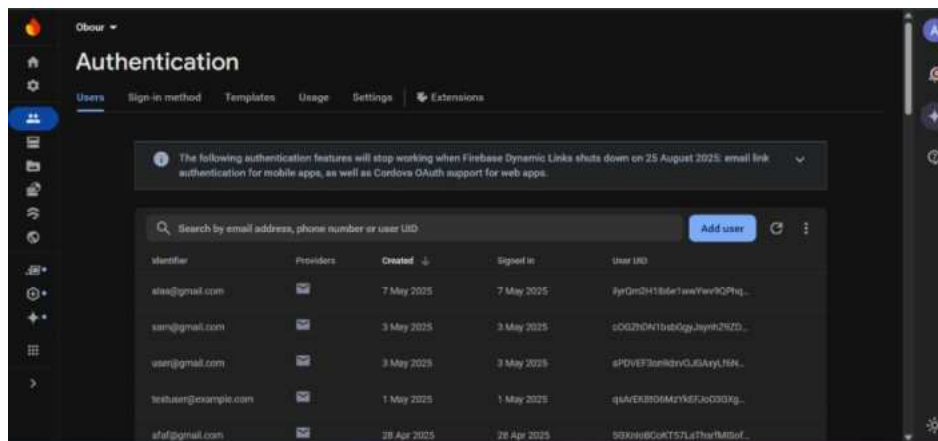 Obour
Authentication
Users Sign-in method Templates Usage Settings Extensions
The following authentication features will stop working when Firebase Dynamic Links shuts down on 25 August 2025: email link
authentication for mobile apps, as well as Cordova OAuth support for web apps.
Search by email address, phone number or user UID Add user
Identifier Providers Created Signed in User UID
alaa@gmail.com 7 May 2025 7 May 2025
sam@gmail.com 3 May 2025 3 May 2025
user@gmail.com 3 May 2025 3 May 2025
testuser@example.com 1 May 2025 1 May 2025
afaf@gmail.com 28 Apr 2025 28 Apr 2025